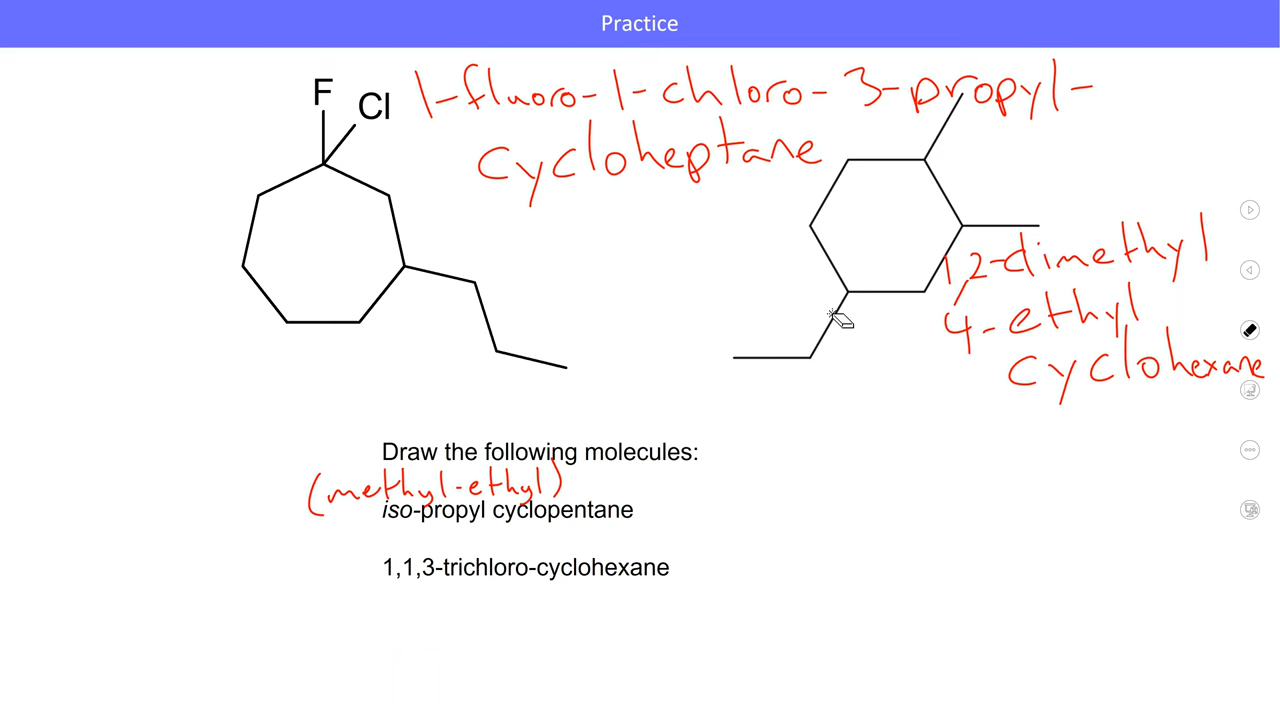 Practice
F
Cl
1-fluoro-1-chloro-3-propyl-
cycloheptane
1,2-dimethyl
4-ethyl
cyclohexane
Draw the following molecules:
(methyl-ethyl)
iso-propyl cyclopentane
1,1,3-trichloro-cyclohexane